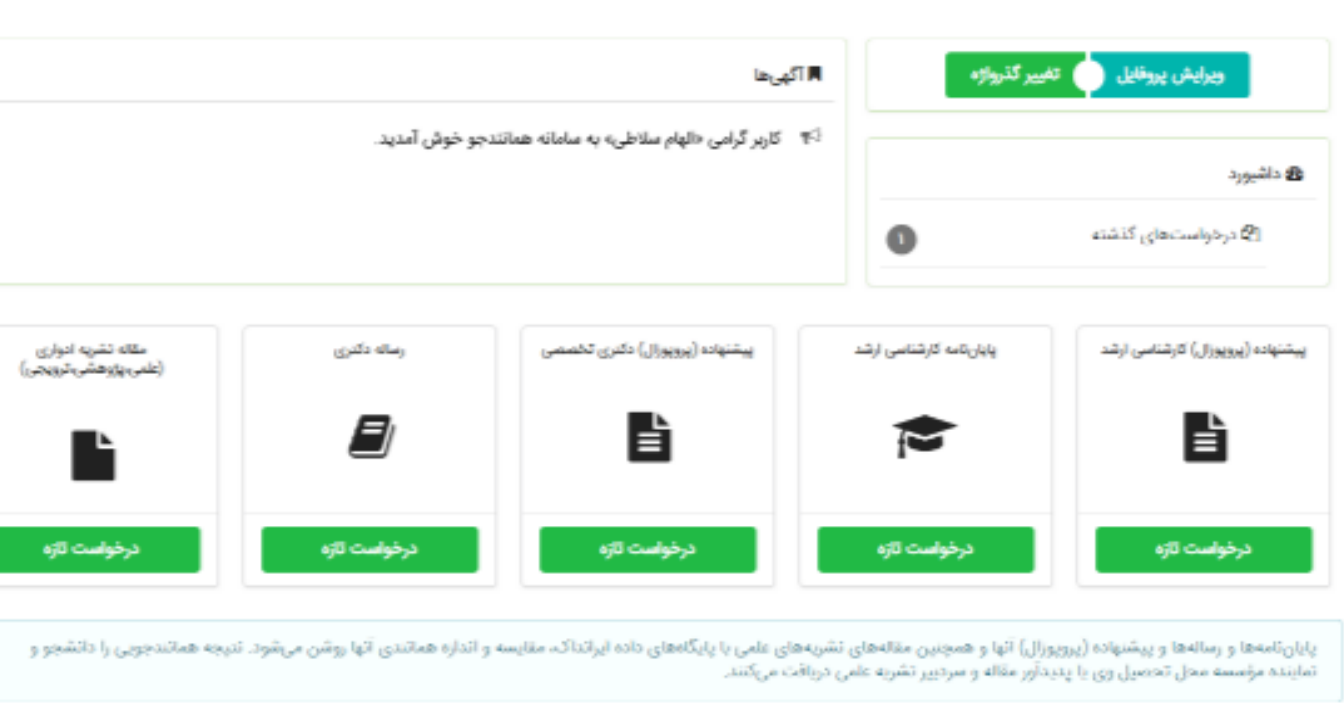 ویرایش پروفایل
تغییر گذرواژه
داشبورد
درخواست‌های گذشته
۱
آگهی‌ها
کاربر گرامی «الهام سلاطی» به سامانه همانندجو خوش آمدید.
پیشنهاده (پروپوزال) کارشناسی ارشد
درخواست تازه
پایان‌نامه کارشناسی ارشد
درخواست تازه
پیشنهاده (پروپوزال) دکتری تخصصی
درخواست تازه
رساله دکتری
درخواست تازه
مقاله نشریه ادواری
(علمی،پژوهشی،ترویجی)
درخواست تازه
پایان‌نامه‌ها و رساله‌ها و پیشنهاده (پروپوزال) آنها و همچنین مقاله‌های نشریه‌های علمی با پایگاه‌های داده ایرانداک، مقایسه و اندازه همانندی آنها روشن می‌شود. نتیجه همانندجویی را دانشجو و
نماینده مؤسسه محل تحصیل وی یا پدیدآور مقاله و سردبیر نشریه علمی دریافت می‌کنند.